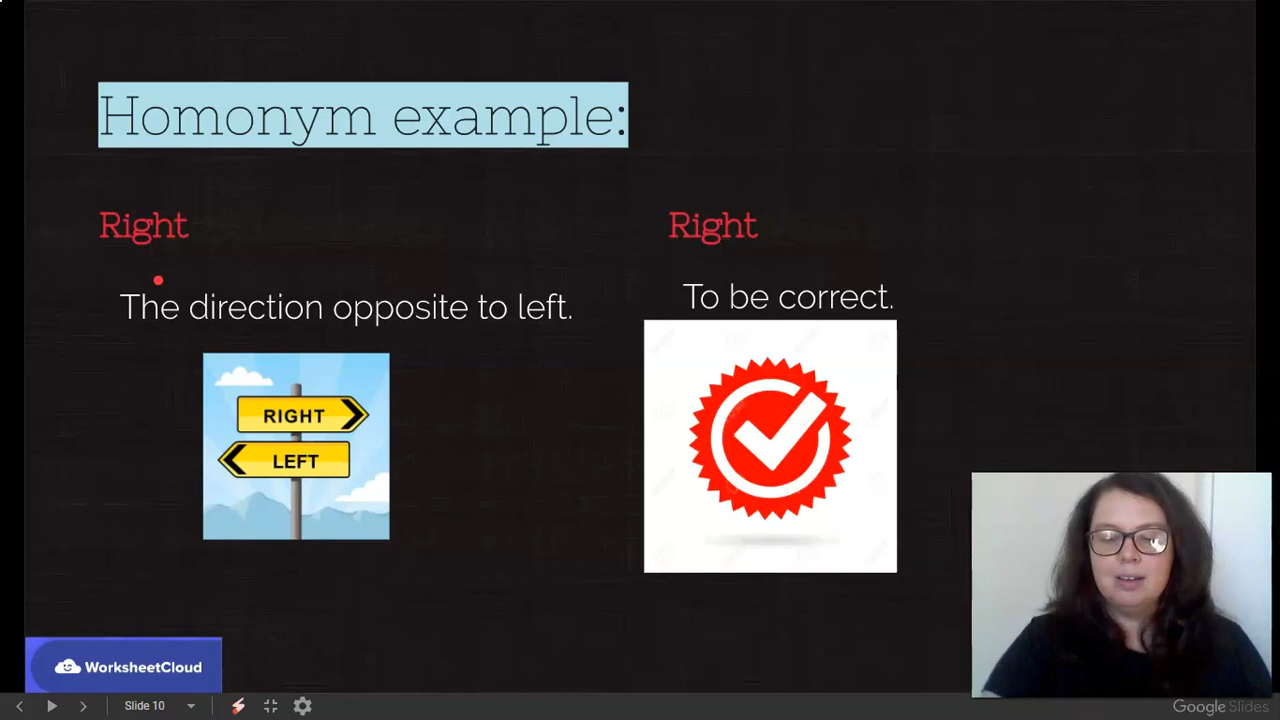 Homonym example:
Right
The direction opposite to left.
RIGHT
LEFT
Right
To be correct.
WorksheetCloud
Slide 10
Google Slides